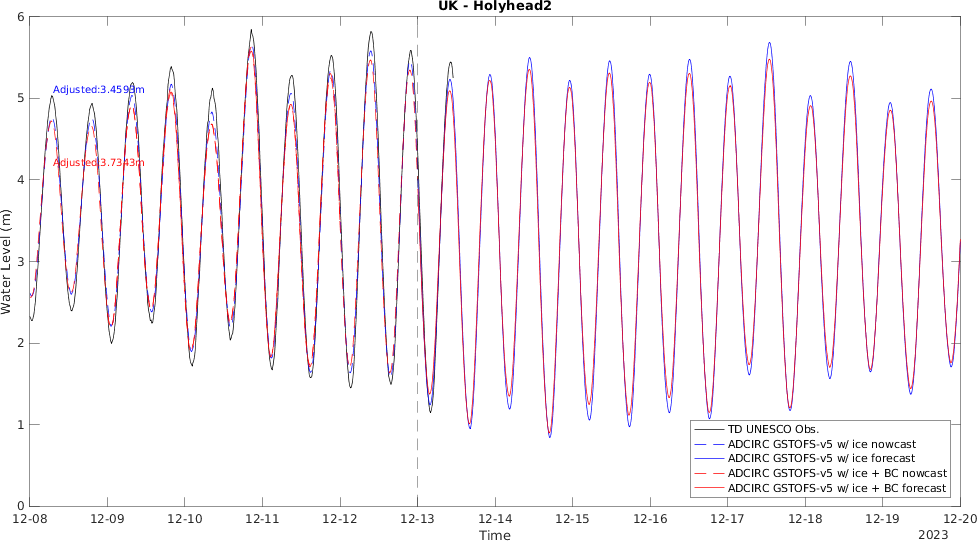 UK - Holyhead2
6
5
4
3
2
1
0
Water Level (m)
Adjusted:3.4599m
Adjusted:3.7343m
TD UNESCO Obs.
ADCIRC GSTOFS-v5 w/ ice nowcast
ADCIRC GSTOFS-v5 w/ ice forecast
ADCIRC GSTOFS-v5 w/ ice + BC nowcast
ADCIRC GSTOFS-v5 w/ ice + BC forecast
12-08 12-09 12-10 12-11 12-12 12-13 12-14 12-15 12-16 12-17 12-18 12-19 12-20
Time
2023